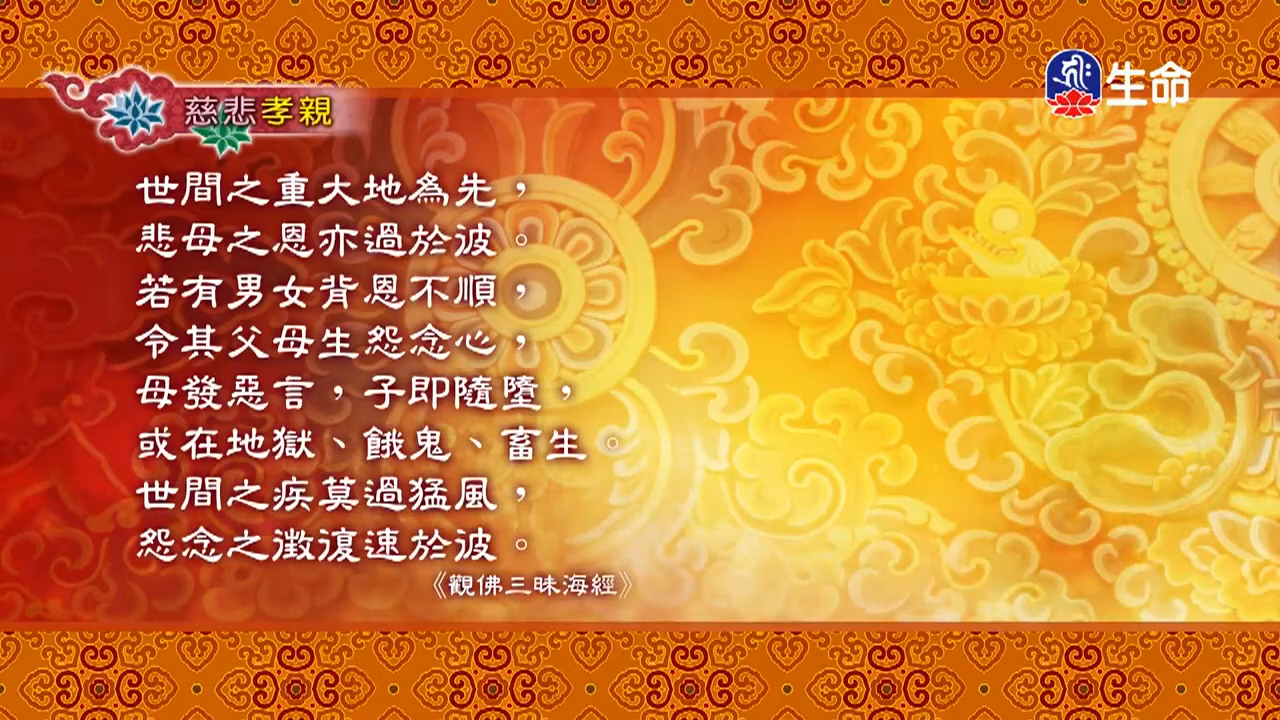 生命
慈悲孝親
世間之重大地為先，
悲母之恩亦過於彼。
若有男女背恩不順，
令其父母生怨念心，
母發惡言，子即隨墮，
或在地獄、餓鬼、畜生。
世間之疾莫過猛風，
怨念之徵復速於彼。
《觀佛三昧海經》